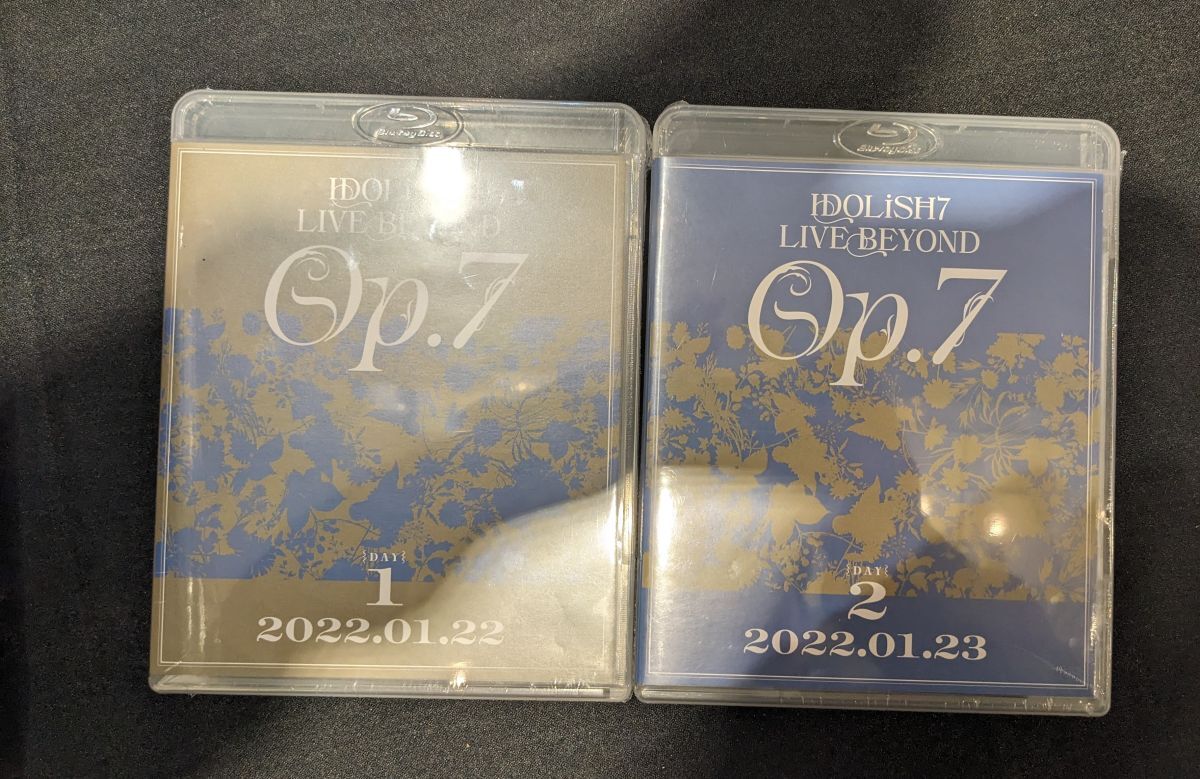 Blu-ray Disc
IDOL
LIVE BEYOND
Op.7
{DAY}
1
2022.01.22
Blu-ray Disc
IDOLiSH7
LIVE BEYOND
Op.7
{DAY}
2
2022.01.23